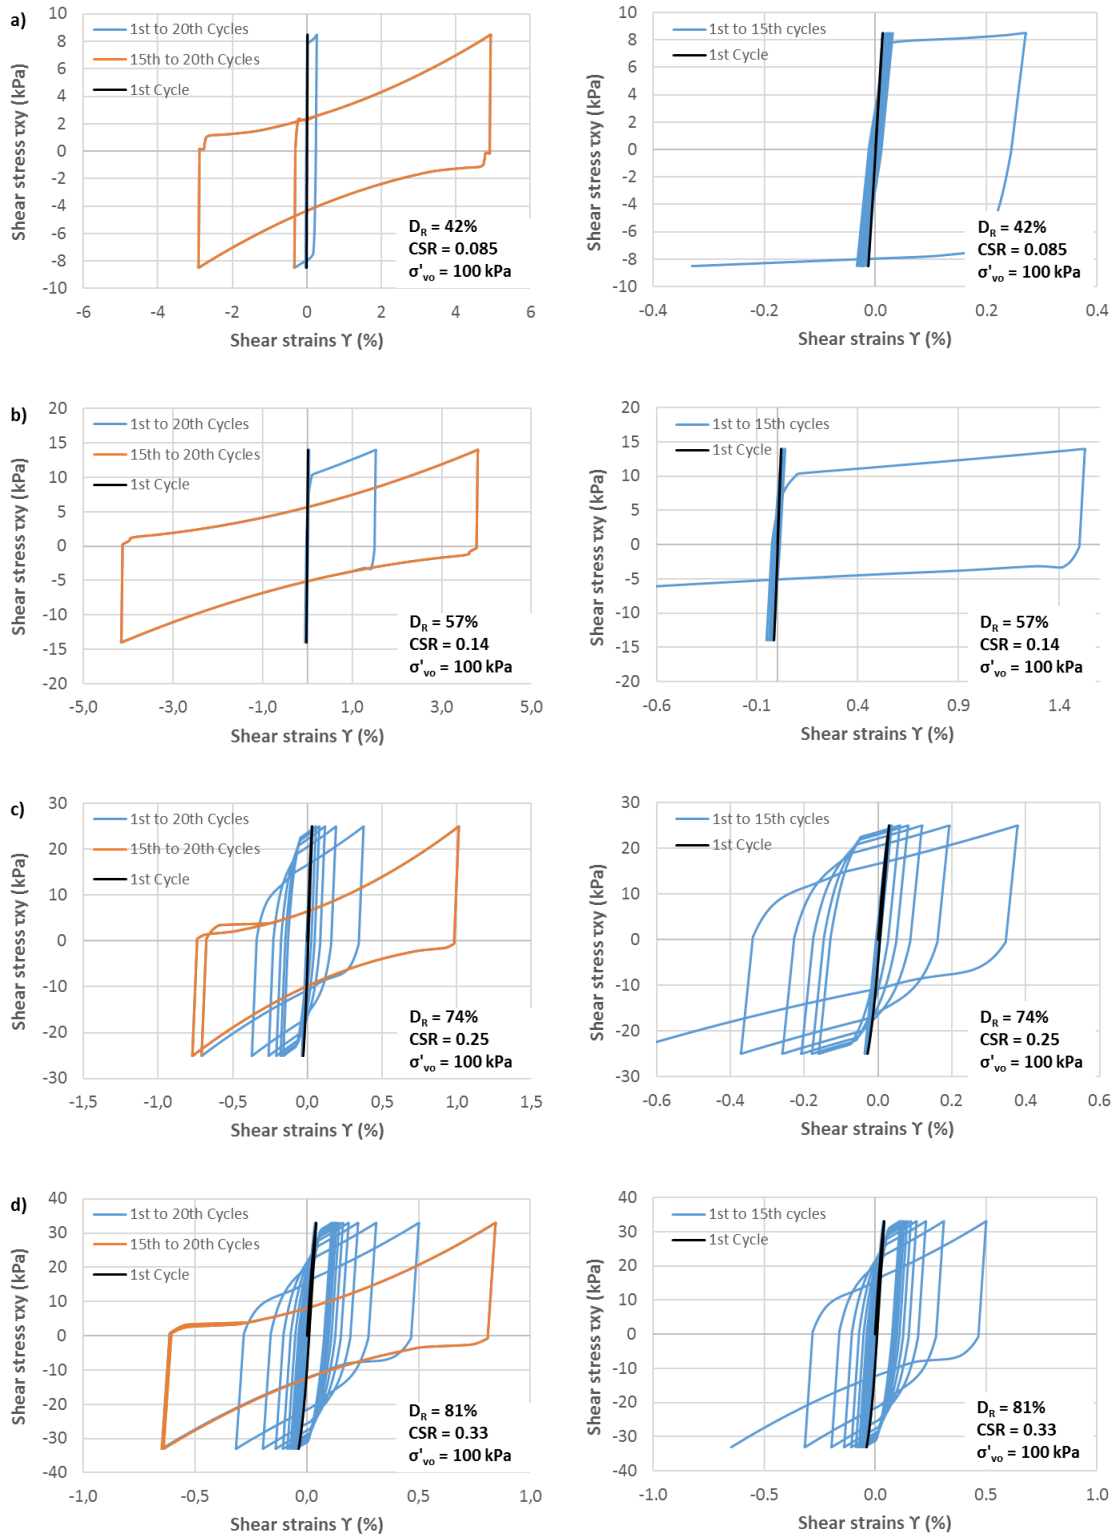 a)
10
8
6
4
2
0
-2
-4
-6
-8
-10
Shear stress τxy (kPa)
1st to 20th Cycles
15th to 20th Cycles
1st Cycle
D_R = 42%
CSR = 0.085
σ'_vo = 100 kPa
-6 -4 -2 0 2 4 6
Shear strains ϒ (%)
10
8
6
4
2
0
-2
-4
-6
-8
-10
Shear stress τxy (kPa)
1st to 15th cycles
1st Cycle
D_R = 42%
CSR = 0.085
σ'_vo = 100 kPa
-0.4 -0.2 0.0 0.2 0.4
Shear strains ϒ (%)
b)
20
15
10
5
0
-5
-10
-15
-20
Shear stress τxy (kPa)
1st to 20th Cycles
15th to 20th Cycles
1st Cycle
D_R = 57%
CSR = 0.14
σ'_vo = 100 kPa
-5,0 -3,0 -1,0 1,0 3,0 5,0
Shear strains ϒ (%)
20
15
10
5
0
-5
-10
-15
-20
Shear stress τxy (kPa)
1st to 15th cycles
1st Cycle
D_R = 57%
CSR = 0.14
σ'_vo = 100 kPa
-0.6 -0.1 0.4 0.9 1.4
Shear strains ϒ (%)
c)
30
20
10
0
-10
-20
-30
Shear stress τxy (kPa)
1st to 20th Cycles
15th to 20th Cycles
1st Cycle
D_R = 74%
CSR = 0.25
σ'_vo = 100 kPa
-1,5 -1,0 -0,5 0,0 0,5 1,0 1,5
Shear strains ϒ (%)
30
20
10
0
-10
-20
-30
Shear stress τxy (kPa)
1st to 15th cycles
1st Cycle
D_R = 74%
CSR = 0.25
σ'_vo = 100 kPa
-0.6 -0.4 -0.2 0.0 0.2 0.4 0.6
Shear strains ϒ (%)
d)
40
30
20
10
0
-10
-20
-30
-40
Shear stress τxy (kPa)
1st to 20th Cycles
15th to 20th Cycles
1st Cycle
D_R = 81%
CSR = 0.33
σ'_vo = 100 kPa
-1,0 -0,5 0,0 0,5 1,0
Shear strains ϒ (%)
40
30
20
10
0
-10
-20
-30
-40
Shear stress τxy (kPa)
1st to 15th cycles
1st Cycle
D_R = 81%
CSR = 0.33
σ'_vo = 100 kPa
-1.0 -0.5 0.0 0.5 1.0
Shear strains ϒ (%)